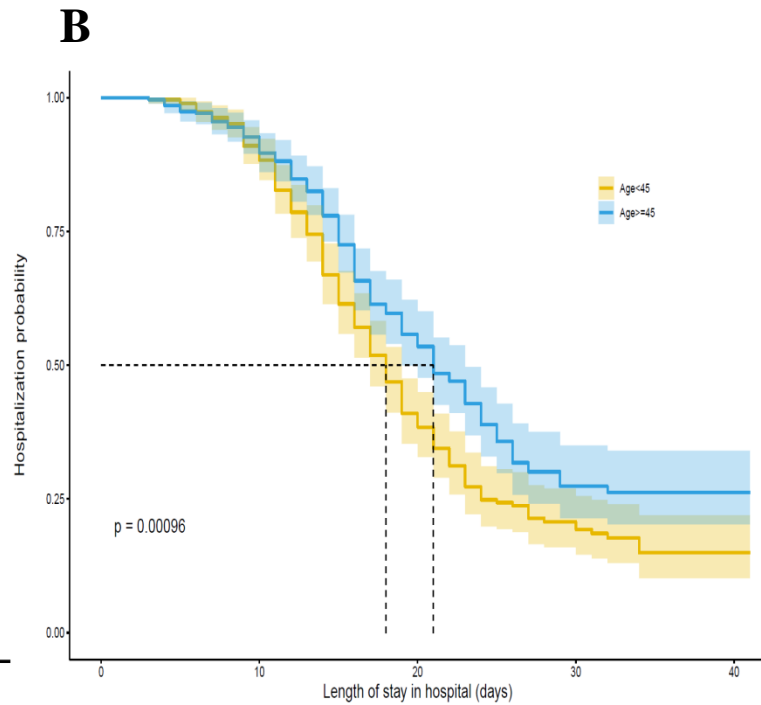 B
1.00
0.75
0.50
0.25
0.00
Hospitalization probability
Age<45
Age>=45
p = 0.00096
0
10
20
30
40
Length of stay in hospital (days)